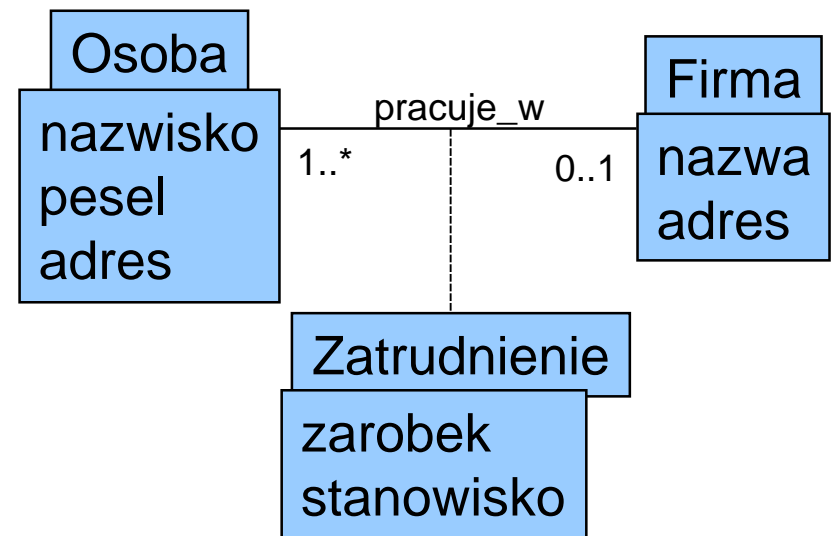 Osoba
nazwisko
pesel
adres
pracuje_w
1..*
0..1
Firma
nazwa
adres
Zatrudnienie
zarobek
stanowisko